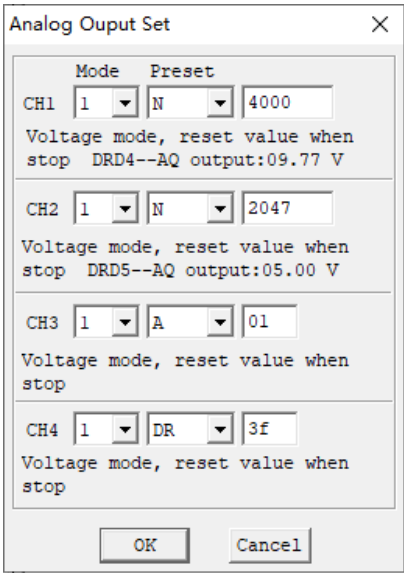 Analog Ouput Set
Mode Preset
CH1 1 N 4000
Voltage mode, reset value when
stop DRD4--AQ output:09.77 V
CH2 1 N 2047
Voltage mode, reset value when
stop DRD5--AQ output:05.00 V
CH3 1 A 01
Voltage mode, reset value when
stop
CH4 1 DR 3f
Voltage mode, reset value when
stop
OK Cancel